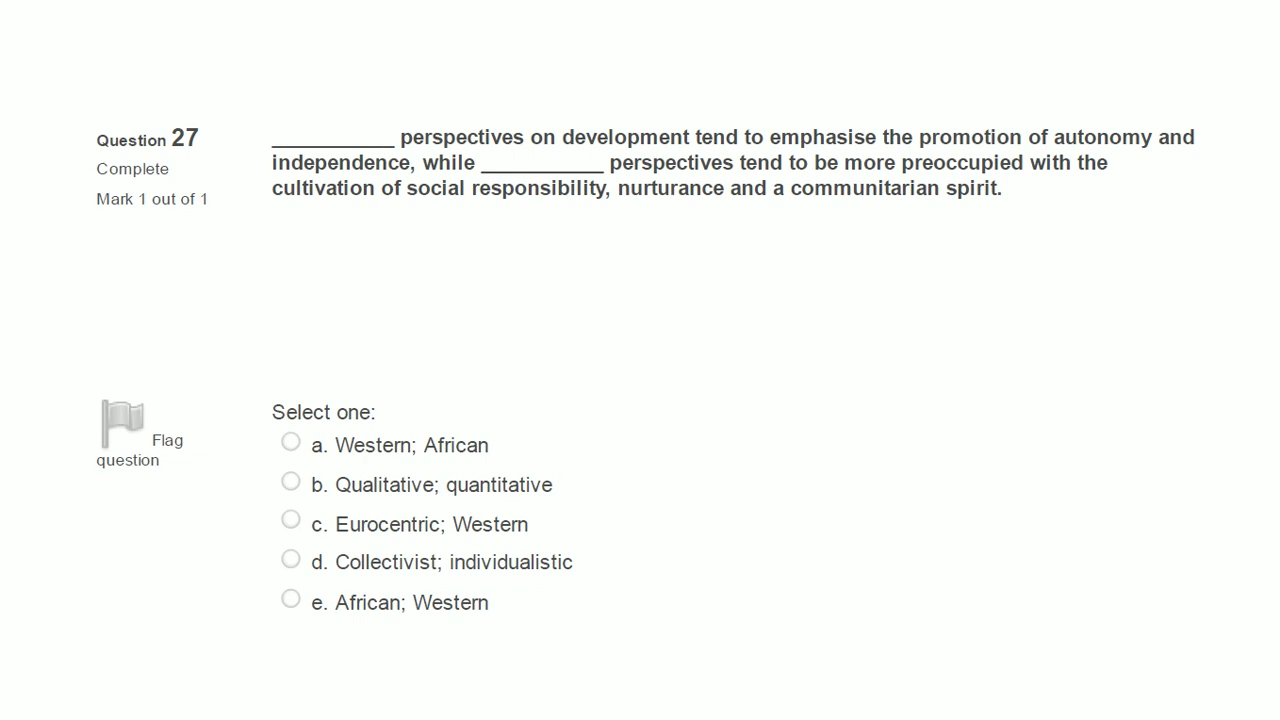 Question 27
Complete
Mark 1 out of 1
___________ perspectives on development tend to emphasise the promotion of autonomy and
independence, while ___________ perspectives tend to be more preoccupied with the
cultivation of social responsibility, nurturance and a communitarian spirit.
Flag
question
Select one:
a. Western; African
b. Qualitative; quantitative
c. Eurocentric; Western
d. Collectivist; individualistic
e. African; Western